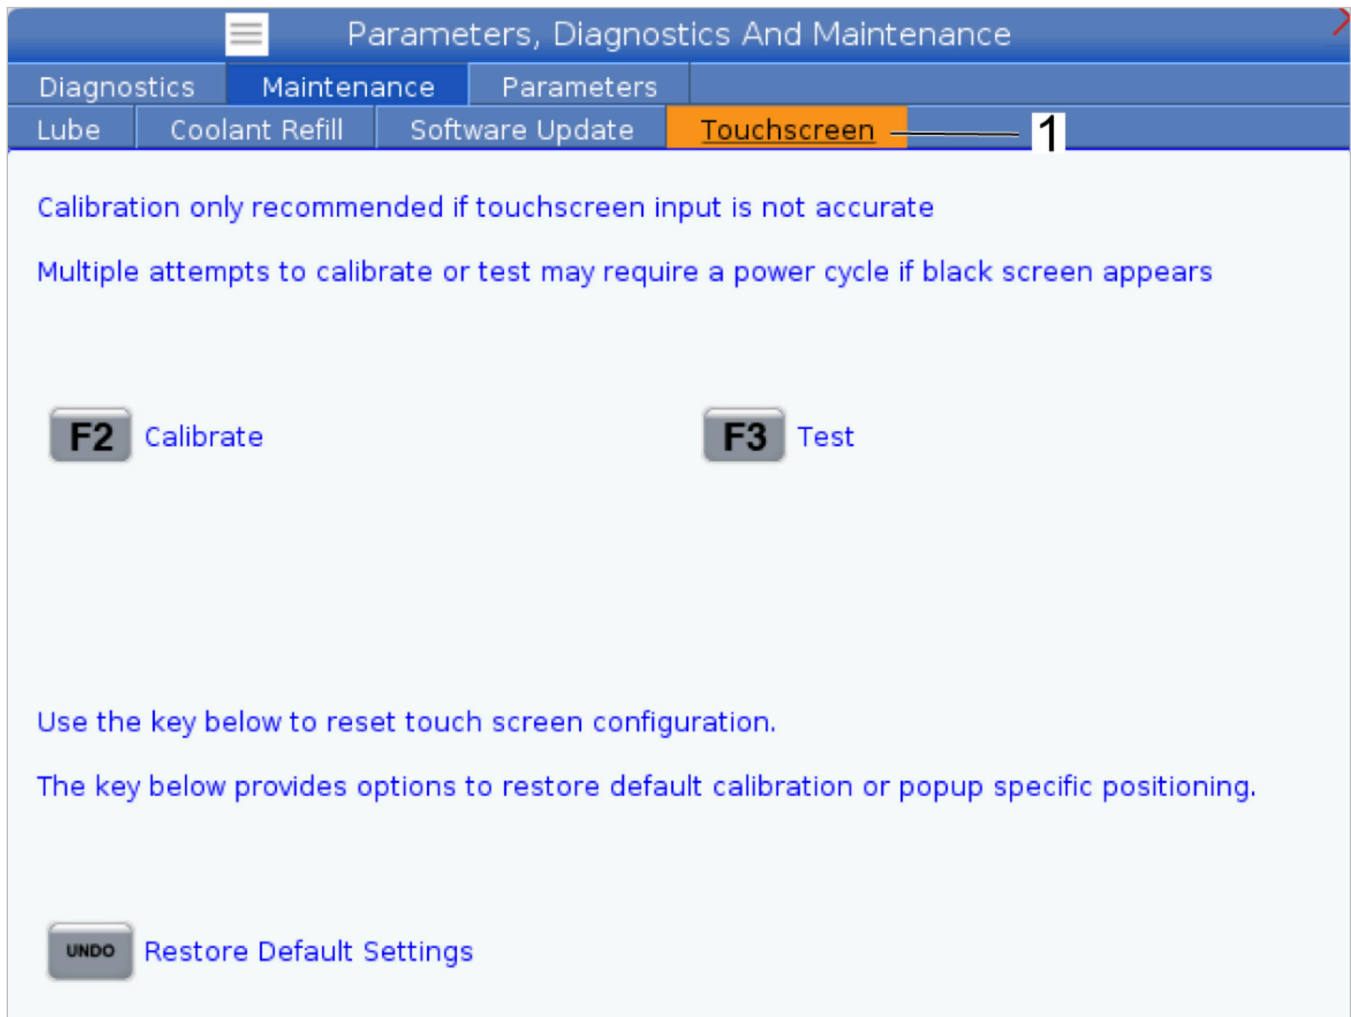 Parameters, Diagnostics And Maintenance
Diagnostics Maintenance Parameters
Lube Coolant Refill Software Update Touchscreen 1
Calibration only recommended if touchscreen input is not accurate
Multiple attempts to calibrate or test may require a power cycle if black screen appears
F2 Calibrate F3 Test
Use the key below to reset touch screen configuration.
The key below provides options to restore default calibration or popup specific positioning.
UNDO Restore Default Settings